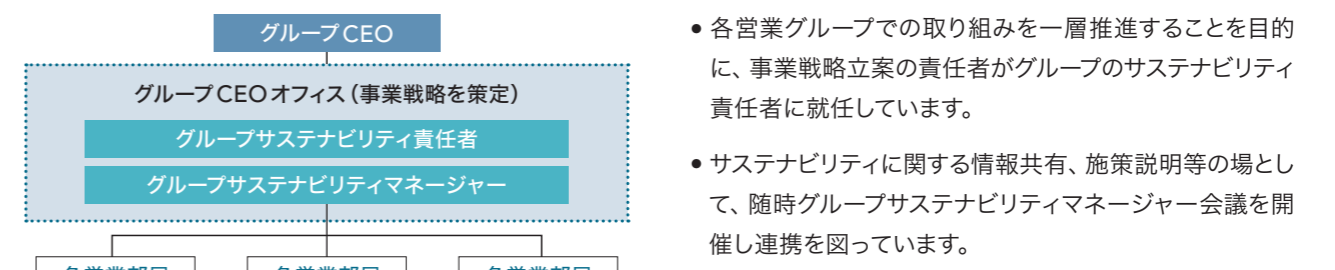 グループCEO
グループCEOオフィス（事業戦略を策定）
グループサステナビリティ責任者
グループサステナビリティマネージャー
● 各営業グループでの取り組みを一層推進することを目的
に、事業戦略立案の責任者がグループのサステナビリティ
責任者に就任しています。
● サステナビリティに関する情報共有、施策説明等の場とし
て、随時グループサステナビリティマネージャー会議を開
催し連携を図っています。